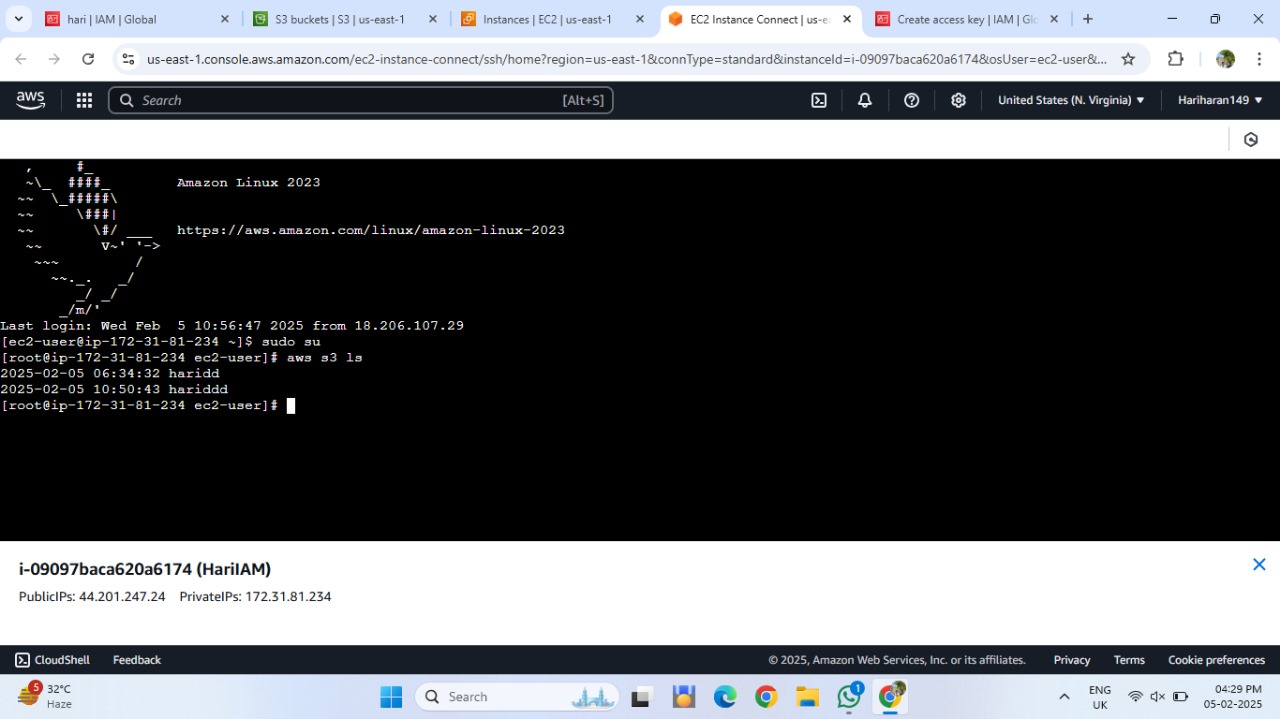 hari | IAM | Global
S3 buckets | S3 | us-east-1
Instances | EC2 | us-east-1
EC2 Instance Connect | us-ea
Create access key | IAM | Glo
us-east-1.console.aws.amazon.com/ec2-instance-connect/ssh/home?region=us-east-1&connType=standard&instanceId=i-09097baca620a6174&osUser=ec2-user&...
aws
Search
[Alt+S]
United States (N. Virginia)
Hariharan149
,     #_
~\_  ####_        Amazon Linux 2023
~~  \_#####\
~~     \###|
~~       \#/ ___   https://aws.amazon.com/linux/amazon-linux-2023
~~       V~' '->
~~~         /
~~._.   _/
_/ _/
_/m/'
Last login: Wed Feb  5 10:56:47 2025 from 18.206.107.29
[ec2-user@ip-172-31-81-234 ~]$ sudo su
[root@ip-172-31-81-234 ec2-user]# aws s3 ls
2025-02-05 06:34:32 haridd
2025-02-05 10:50:43 hariddd
[root@ip-172-31-81-234 ec2-user]#
i-09097baca620a6174 (HariIAM)
PublicIPs: 44.201.247.24 PrivateIPs: 172.31.81.234
CloudShell
Feedback
© 2025, Amazon Web Services, Inc. or its affiliates.
Privacy
Terms
Cookie preferences
5
32°C
Haze
Search
1
ENG
UK
04:29 PM
05-02-2025